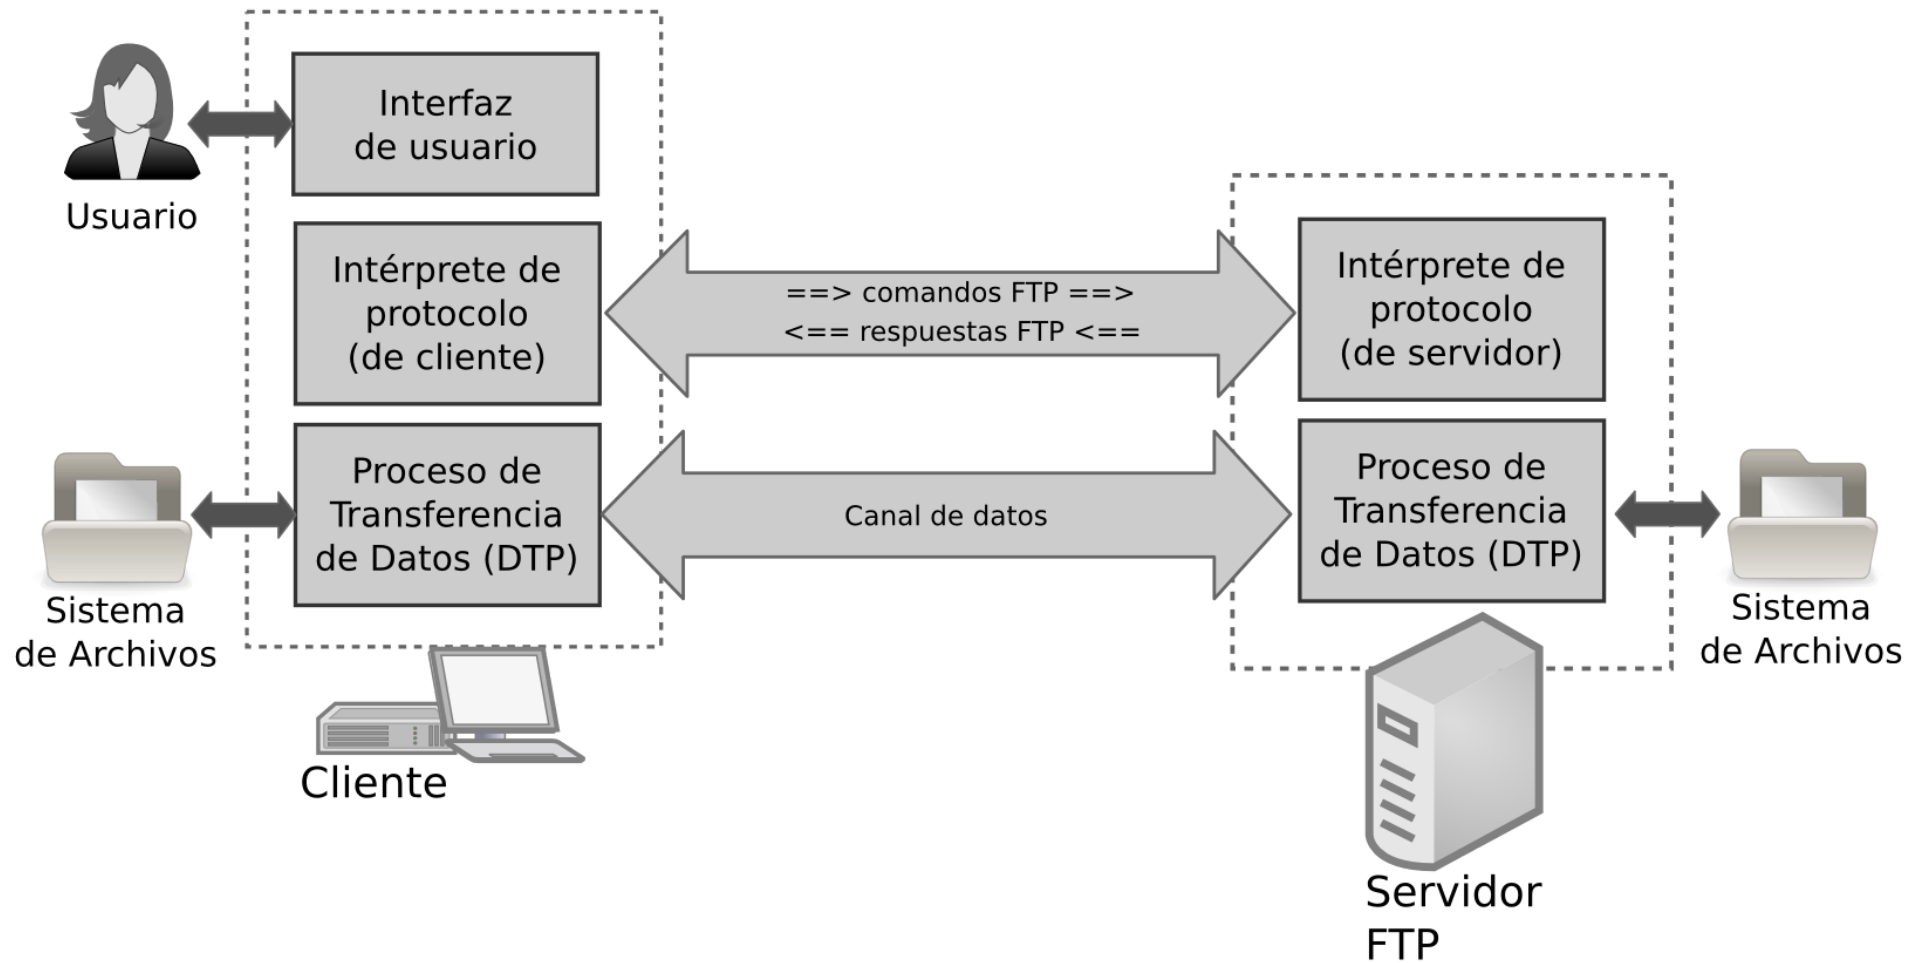 Interfaz
de usuario
Usuario
Intérprete de
protocolo
(de cliente)
==> comandos FTP ==>
<== respuestas FTP <==
Intérprete de
protocolo
(de servidor)
Proceso de
Transferencia
de Datos (DTP)
Canal de datos
Proceso de
Transferencia
de Datos (DTP)
Sistema
de Archivos
Sistema
de Archivos
Cliente
Servidor
FTP